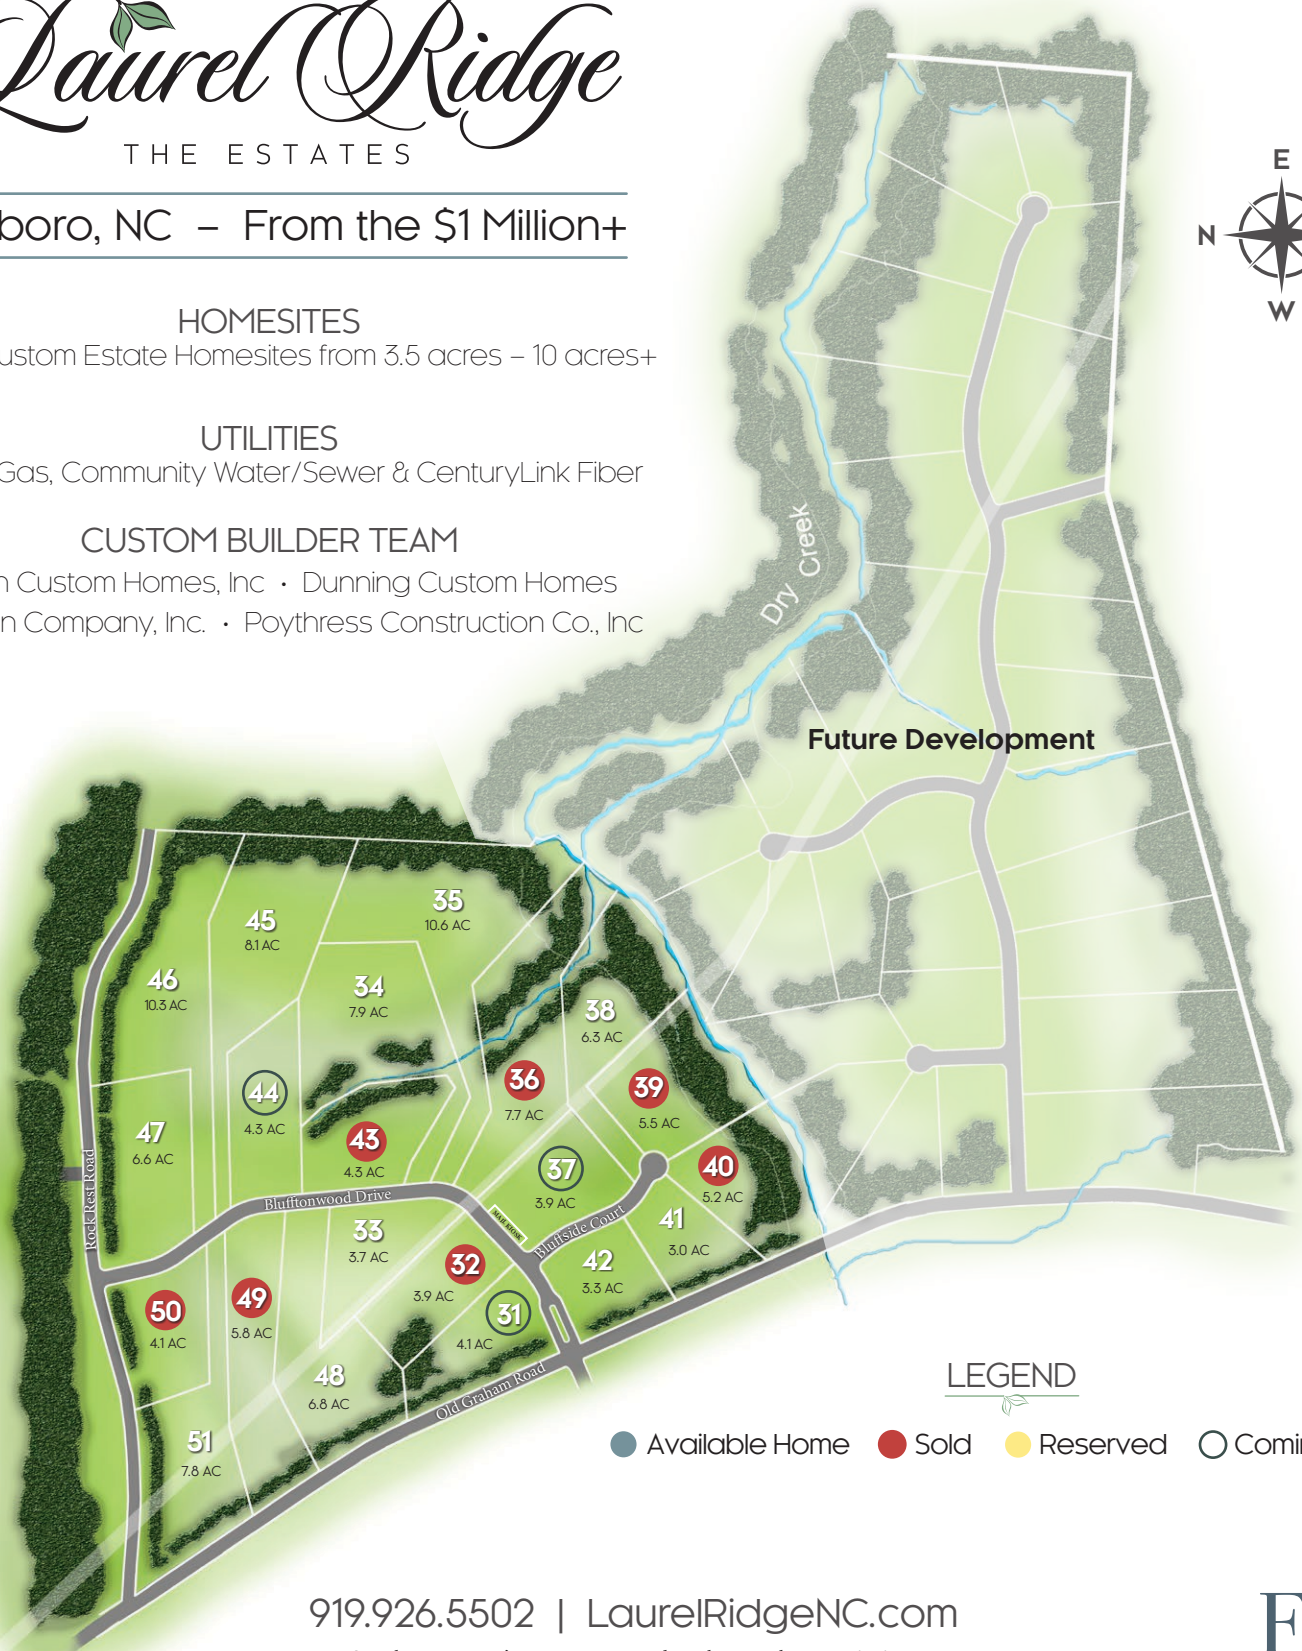 Laurel Ridge
THE ESTATES
boro, NC – From the $1 Million+
HOMESITES
ustom Estate Homesites from 3.5 acres – 10 acres+
UTILITIES
Gas, Community Water/Sewer & CenturyLink Fiber
CUSTOM BUILDER TEAM
n Custom Homes, Inc • Dunning Custom Homes
n Company, Inc. • Poythress Construction Co., Inc
E
N
W
Dry Creek
Future Development
35
10.6 AC
45
8.1 AC
46
10.3 AC
34
7.9 AC
38
6.3 AC
36
7.7 AC
39
5.5 AC
44
4.3 AC
47
6.6 AC
43
4.3 AC
37
3.9 AC
40
5.2 AC
Rock Rest Road
Blufftonwood Drive
MAIL KIOSK
Bluffside Court
41
3.0 AC
33
3.7 AC
42
3.3 AC
32
3.9 AC
50
4.1 AC
49
5.8 AC
31
4.1 AC
48
6.8 AC
Old Graham Road
51
7.8 AC
LEGEND
Available Home
Sold
Reserved
Comi
919.926.5502 | LaurelRidgeNC.com
F